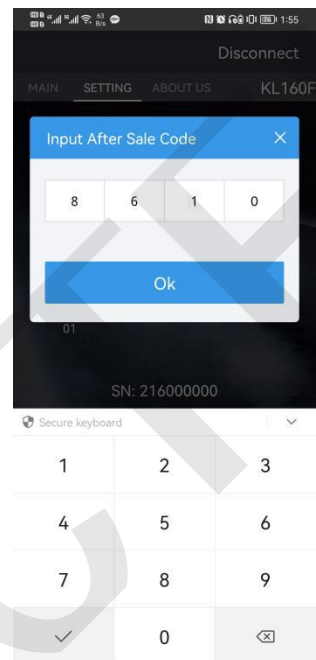 63 B/s 1:55
Disconnect
MAIN SETTING ABOUT US KL160F
Input After Sale Code ×
8 6 1 0
Ok
01
SN: 216000000
Secure keyboard
1 2 3
4 5 6
7 8 9
0